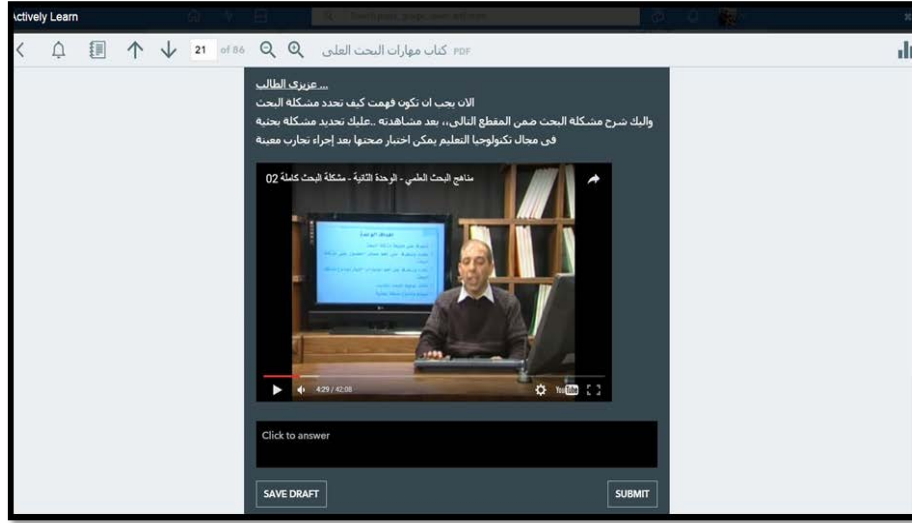 Actively Learn
21 of 86
كتاب مهارات البحث العلى PDF
عزيزى الطالب ...
الان يجب ان تكون فهمت كيف تحدد مشكلة البحث
واليك شرح مشكلة البحث ضمن المقطع التالى،، بعد مشاهدته ..عليك تحديد مشكلة بحثية
فى مجال تكنولوجيا التعليم يمكن اختبار صحتها بعد إجراء تجارب معينة
مناهج البحث العلمي - الوحدة الثانية - مشكلة البحث كاملة 02
4:29 / 42:08
YouTube
Click to answer
SAVE DRAFT
SUBMIT